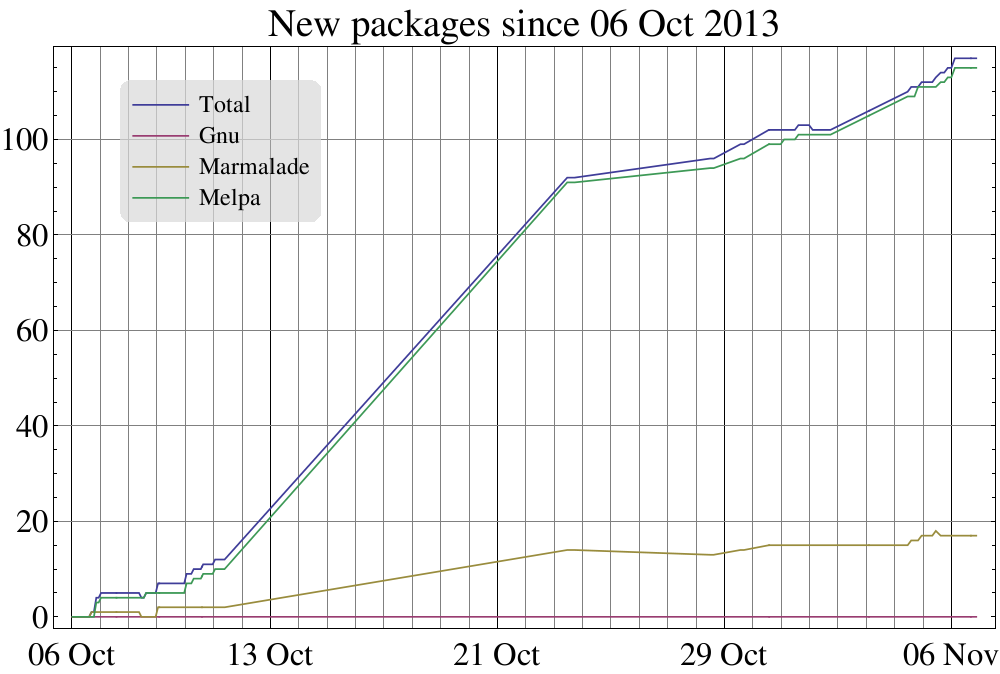 New packages since 06 Oct 2013
Total
Gnu
Marmalade
Melpa
100
80
60
40
20
0
06 Oct 13 Oct 21 Oct 29 Oct 06 Nov